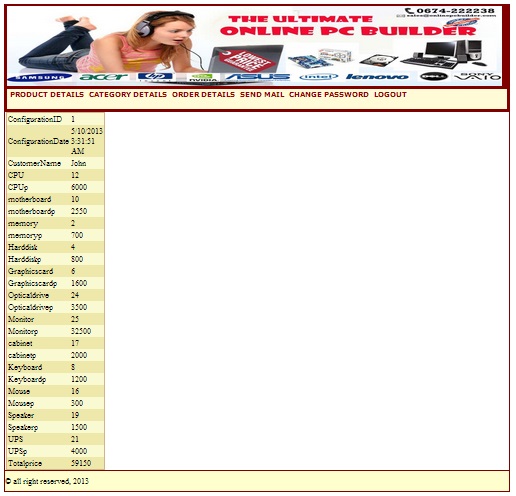 0674-222238
sales@onlinepcbuilder.com
THE ULTIMATE
ONLINE PC BUILDER
LOWEST PRICE
SAMSUNG acer hp NVIDIA ASUS intel lenovo DELL SONY VAIO
PRODUCT DETAILS CATEGORY DETAILS ORDER DETAILS SEND MAIL CHANGE PASSWORD LOGOUT
ConfigurationID 1
ConfigurationDate 5/10/2013 3:31:51 AM
CustomerName John
CPU 12
CPUp 6000
motherboard 10
motherboardp 2550
memory 2
memoryp 700
Harddisk 4
Harddiskp 800
Graphicscard 6
Graphicscardp 1600
Opticaldrive 24
Opticaldrivep 3500
Monitor 25
Monitorp 32500
cabinet 17
cabinetp 2000
Keyboard 8
Keyboardp 1200
Mouse 16
Mousep 300
Speaker 19
Speakerp 1500
UPS 21
UPSp 4000
Totalprice 59150
© all right reserved, 2013